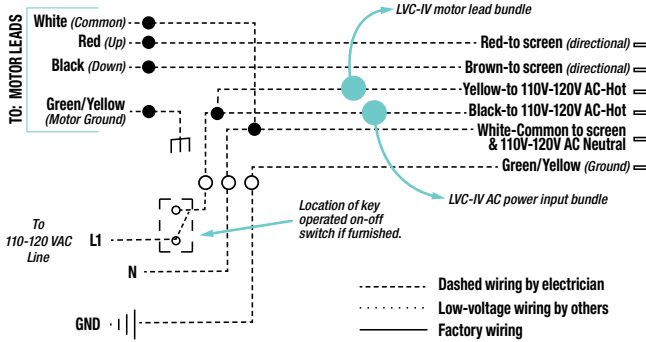 LVC-IV motor lead bundle
TO: MOTOR LEADS
White (Common)
Red (Up)
Black (Down)
Green/Yellow
(Motor Ground)
Red-to screen (directional)
Brown-to screen (directional)
Yellow-to 110V-120V AC-Hot
Black-to 110V-120V AC-Hot
White-Common to screen
& 110V-120V AC Neutral
Green/Yellow (Ground)
LVC-IV AC power input bundle
Location of key
operated on-off
switch if furnished.
To
110-120 VAC
Line
L1
N
GND
Dashed wiring by electrician
Low-voltage wiring by others
Factory wiring